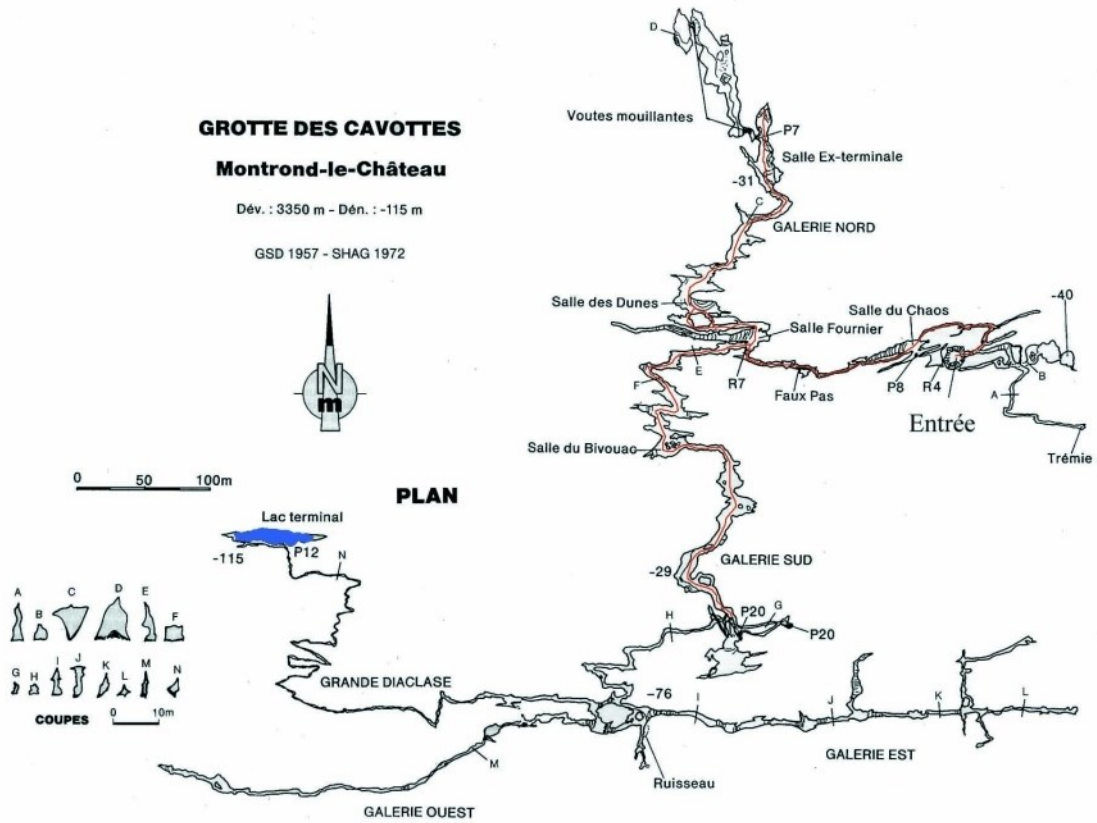 GROTTE DES CAVOTTES
Montrond-le-Château
Dév. : 3350 m - Dén. : -115 m
GSD 1957 - SHAG 1972
N
m
0 50 100m
PLAN
D
Voutes mouillantes
P7
Salle Ex-terminale
-31
C
GALERIE NORD
Salle des Dunes
Salle Fournier
Salle du Chaos
-40
E
F
R7
Faux Pas
P8
R4
B
A
Entrée
Trémie
Salle du Bivouac
GALERIE SUD
-29
H
P20
G
P20
Lac terminal
-115
P12
N
GRANDE DIACLASE
-76
I
J
K
L
GALERIE EST
Ruisseau
M
GALERIE OUEST
A B C D E F
G H I J K L M N
COUPES 0 10m